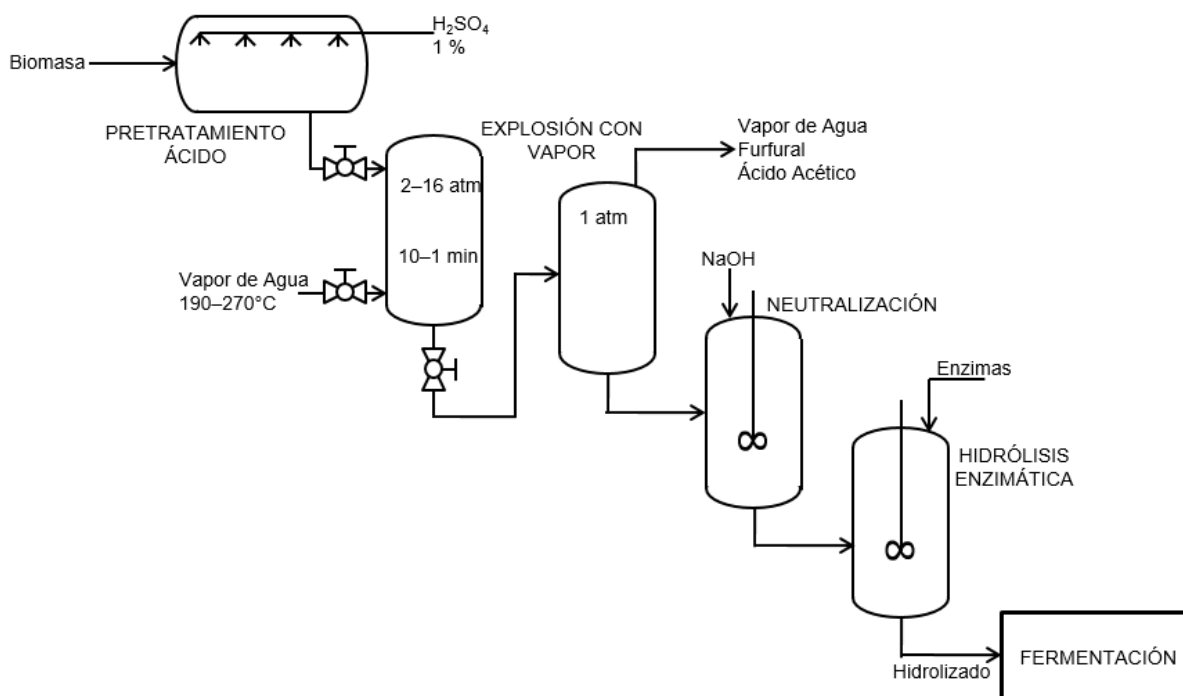 H₂SO₄
1 %
Biomasa
PRETRATAMIENTO
ÁCIDO
EXPLOSIÓN CON
VAPOR
Vapor de Agua
Furfural
Ácido Acético
2–16 atm
10–1 min
1 atm
Vapor de Agua
190–270°C
NaOH
NEUTRALIZACIÓN
Enzimas
HIDRÓLISIS
ENZIMÁTICA
Hidrolizado
FERMENTACIÓN